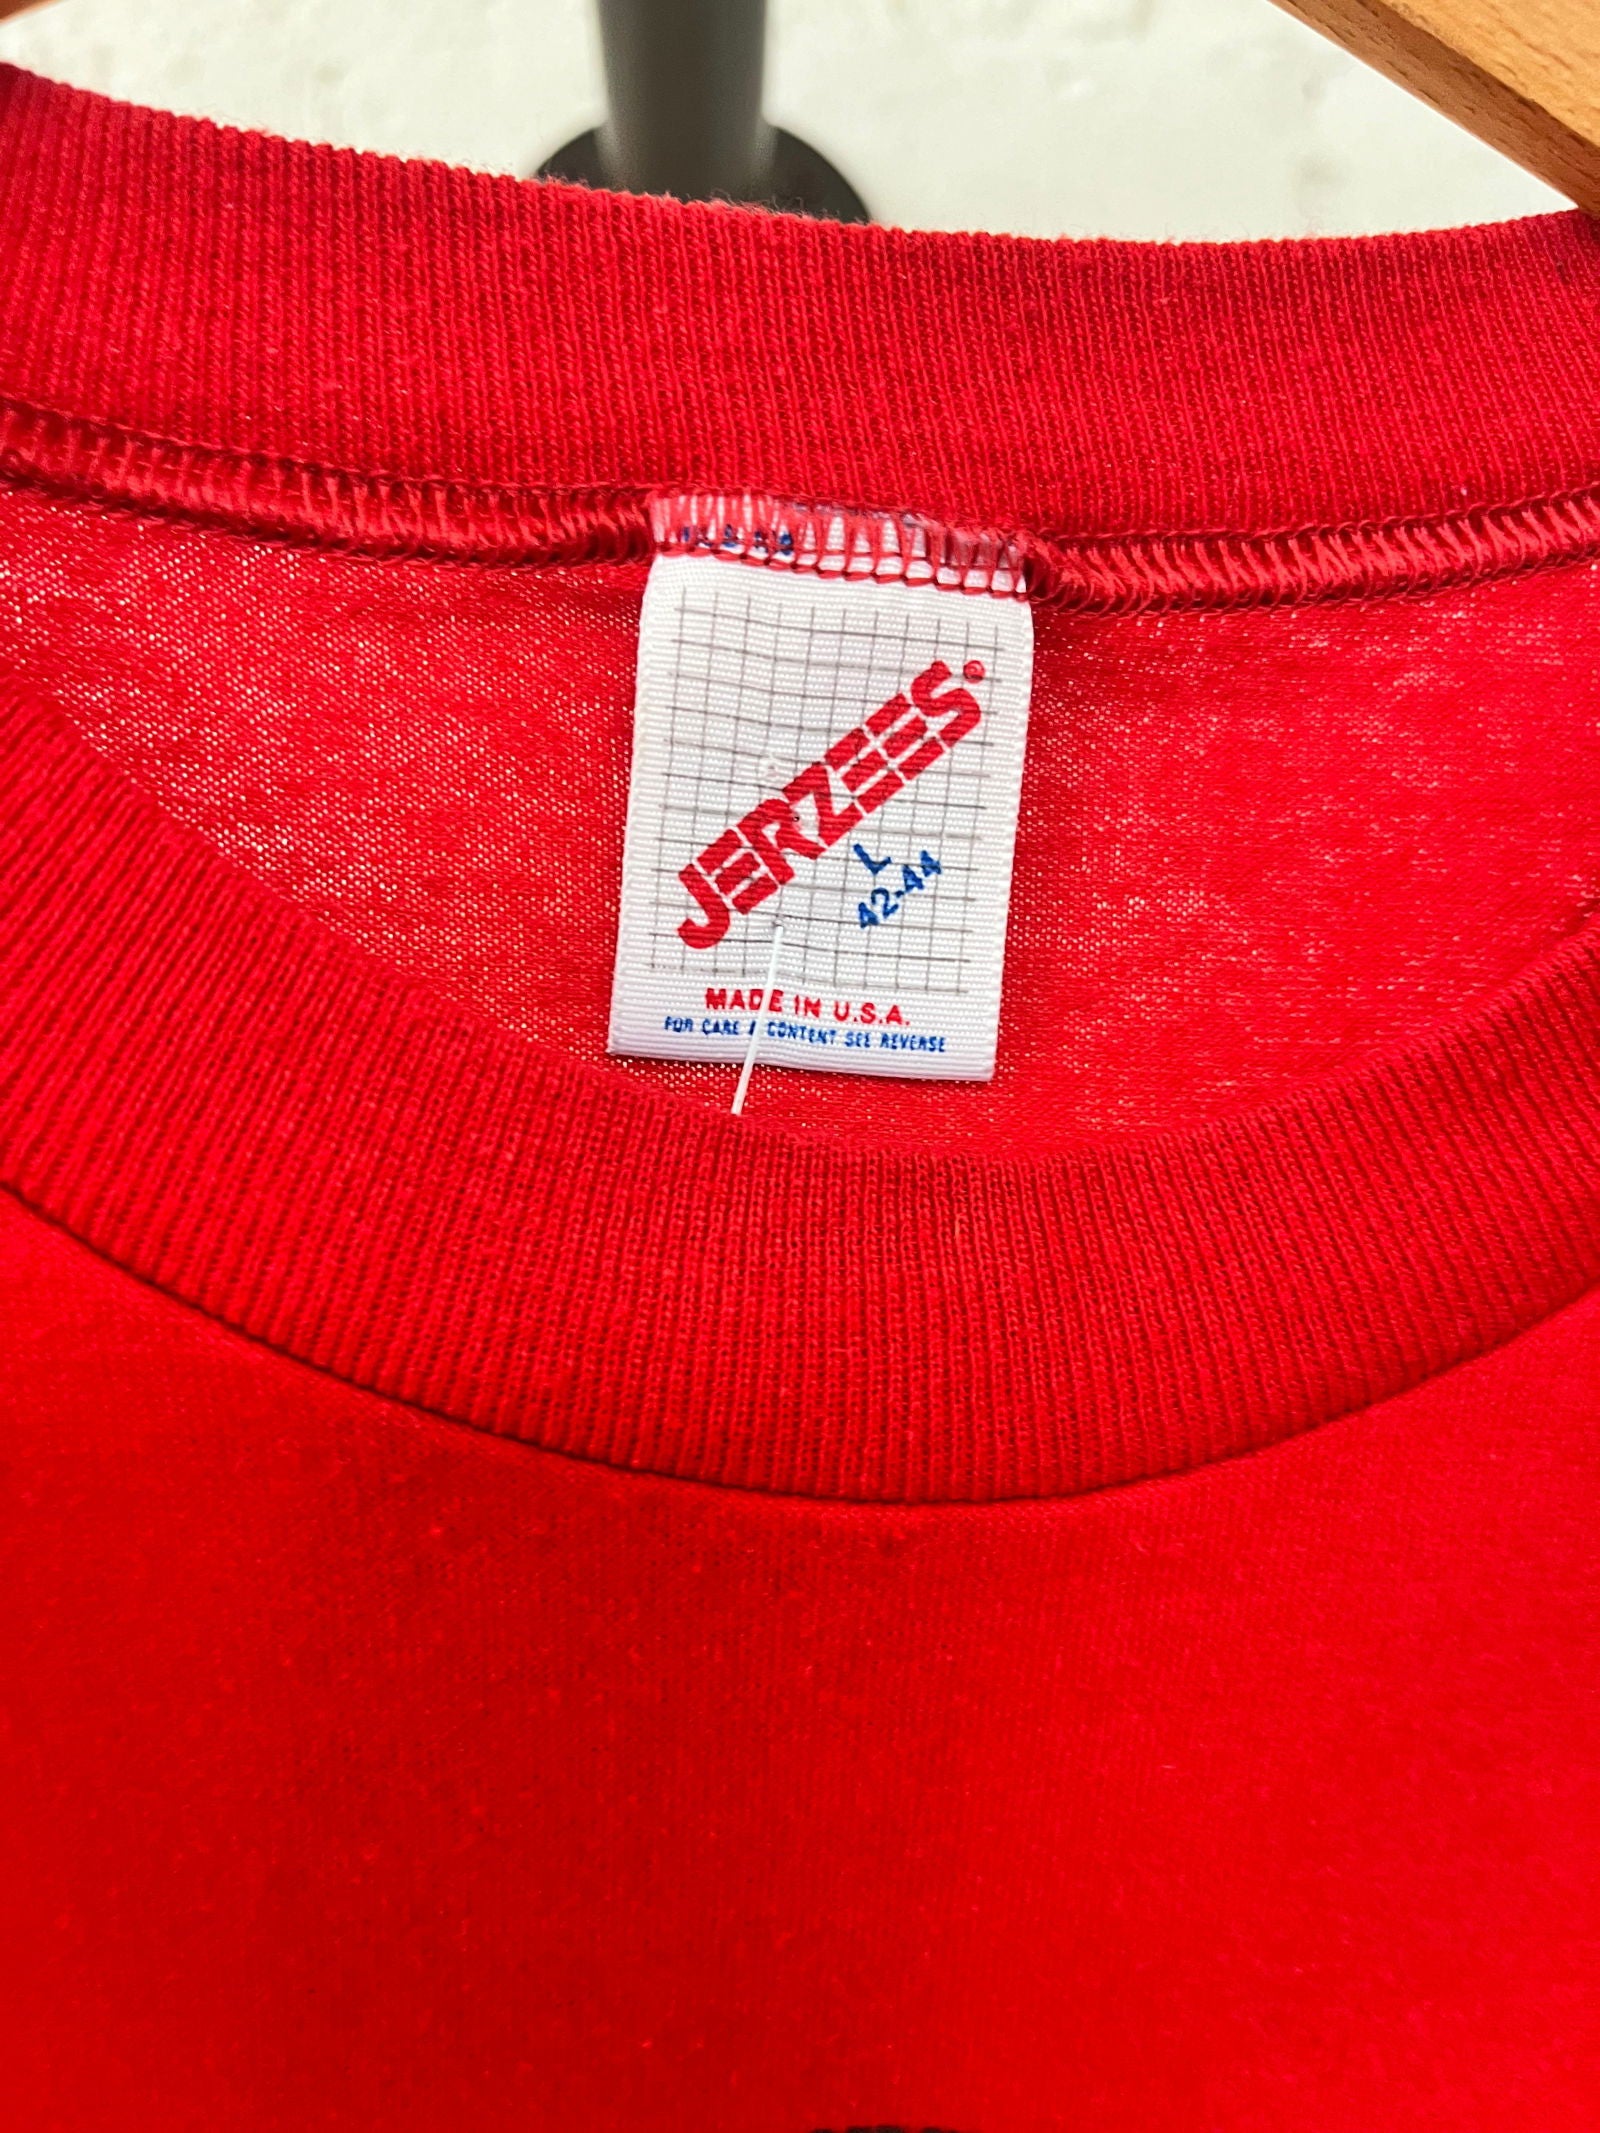 JERZEES®
L
42-44
MADE IN U.S.A.
FOR CARE & CONTENT SEE REVERSE